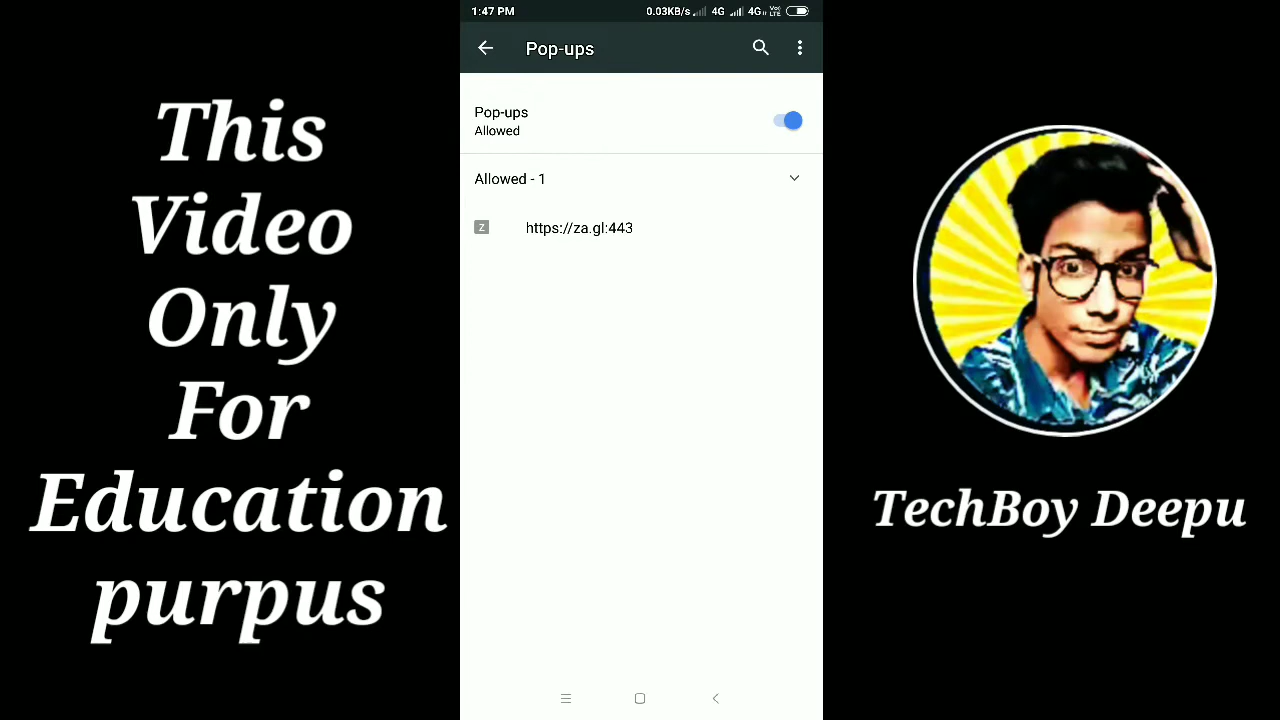 This
Video
Only
For
Education
purpus
1:47 PM 0.03KB/s 4G 4G VoLTE
Pop-ups
Pop-ups
Allowed
Allowed - 1
Z https://za.gl:443
TechBoy Deepu